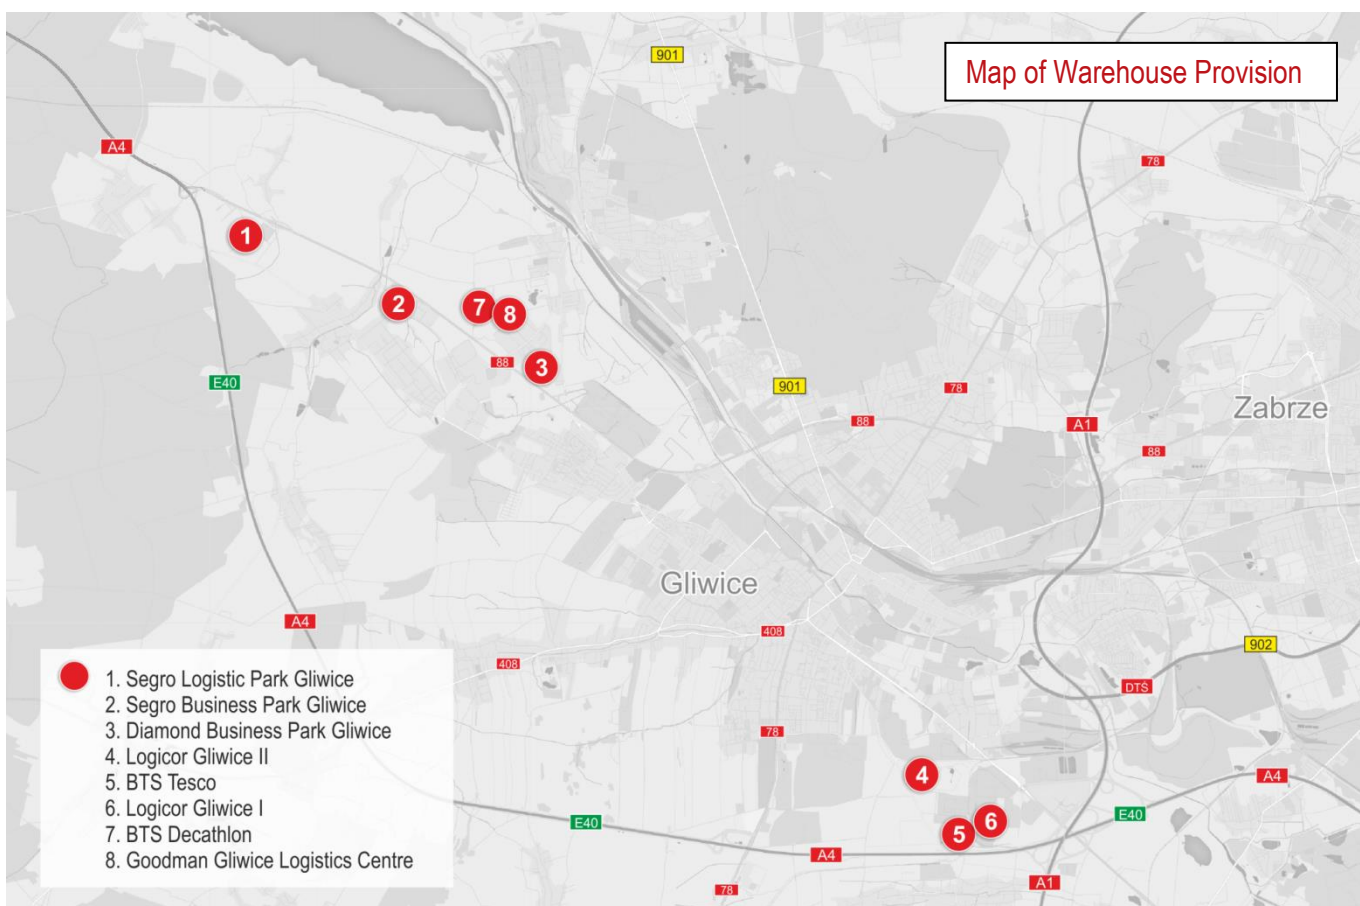 901
Map of Warehouse Provision
A4
78
1
2
7
8
88
3
E40
901
78
Zabrze
88
A1
88
Gliwice
A4
408
902
408
DTŚ
78
4
A4
E40
E40
6
5
A4
A1
78
1. Segro Logistic Park Gliwice
2. Segro Business Park Gliwice
3. Diamond Business Park Gliwice
4. Logicor Gliwice II
5. BTS Tesco
6. Logicor Gliwice I
7. BTS Decathlon
8. Goodman Gliwice Logistics Centre